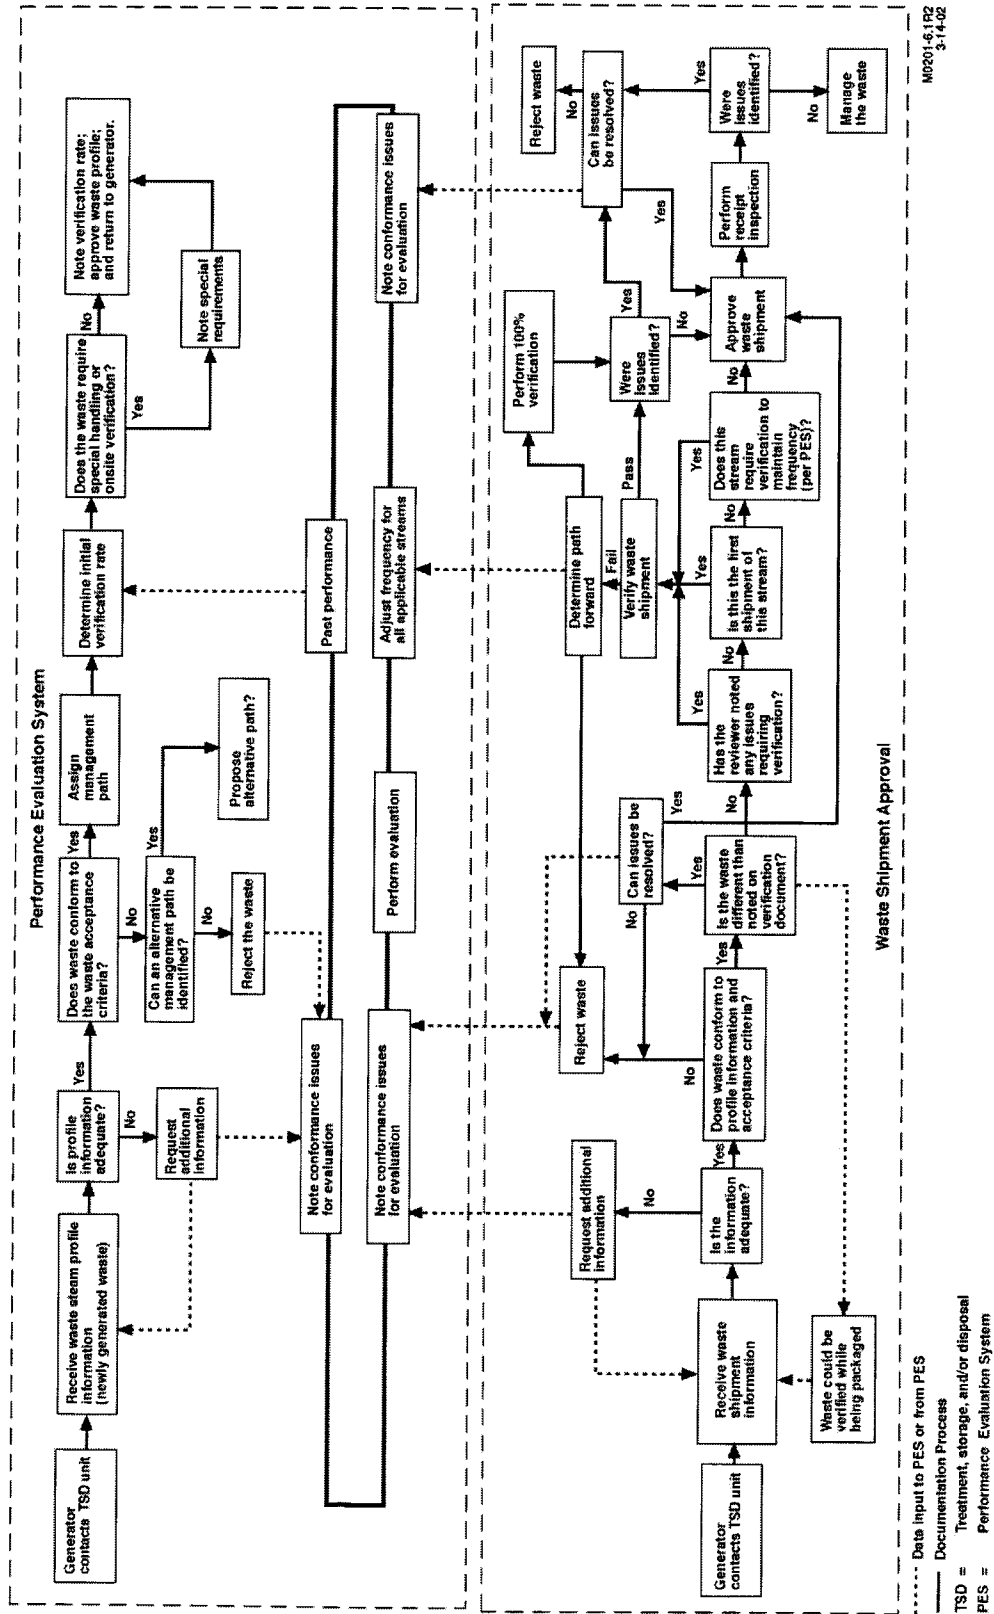 Performance Evaluation System
Generator
contacts TSD unit
Receive waste steam profile
information
(newly generated waste)
Is profile
information
adequate?
Yes
No
Request
additional
information
Does waste conform to
the waste acceptance
criteria?
Yes
No
Can an alternative
management path be
identified?
Yes
No
Reject the waste
Propose
alternative path?
Assign
management
path
Determine initial
verification rate
Does the waste require
special handling or
onsite verification?
No
Yes
Note special
requirements
Note verification rate;
approve waste profile;
and return to generator.
Note conformance issues
for evaluation
Past performance
Note conformance issues
for evaluation
Perform evaluation
Adjust frequency for
all applicable streams
Note conformance issues
for evaluation
Waste Shipment Approval
Generator
contacts TSD unit
Receive waste
shipment
information
Waste could be
verified while
being packaged
Is the
information
adequate?
Yes
No
Request additional
information
Does waste conform to
profile information and
acceptance criteria?
Yes
No
Reject waste
Is the waste
different than
noted on
verification
document?
Yes
No
Can issues be
resolved?
No
Yes
Has the
reviewer noted
any issues
requiring
verification?
Yes
No
Is this the first
shipment of
this stream?
Yes
No
Does this
stream
require
verification to
maintain
frequency
(per PES)?
Yes
No
Verify waste
shipment
Fail
Pass
Determine path
forward
Perform 100%
verification
Were
issues
identified?
Yes
No
Approve
waste
shipment
Can issues
be resolved?
No
Yes
Reject waste
Perform
receipt
inspection
Were
issues
identified?
Yes
No
Manage
the waste
Data input to PES or from PES
Documentation Process
TSD = Treatment, storage, and/or disposal
PES = Performance Evaluation System
M0201-6.1R2
3-14-02